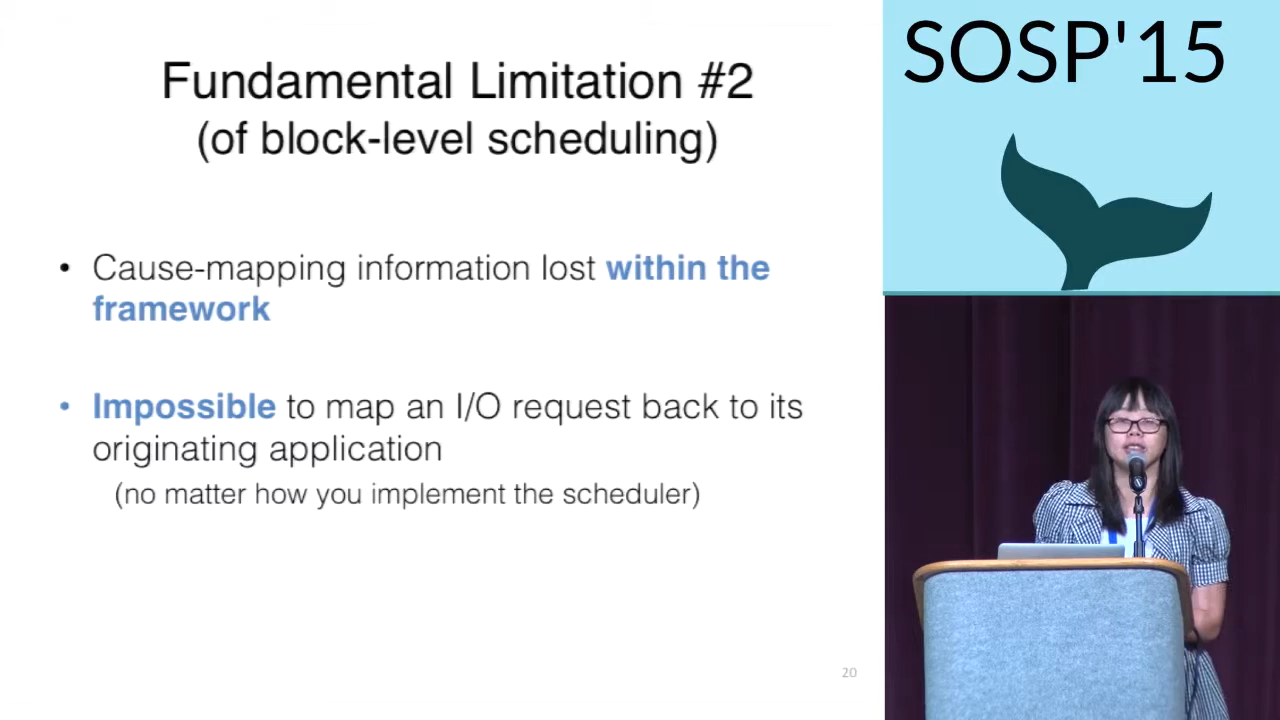 Fundamental Limitation #2
(of block-level scheduling)
• Cause-mapping information lost within the
framework
• Impossible to map an I/O request back to its
originating application
(no matter how you implement the scheduler)
20
SOSP'15